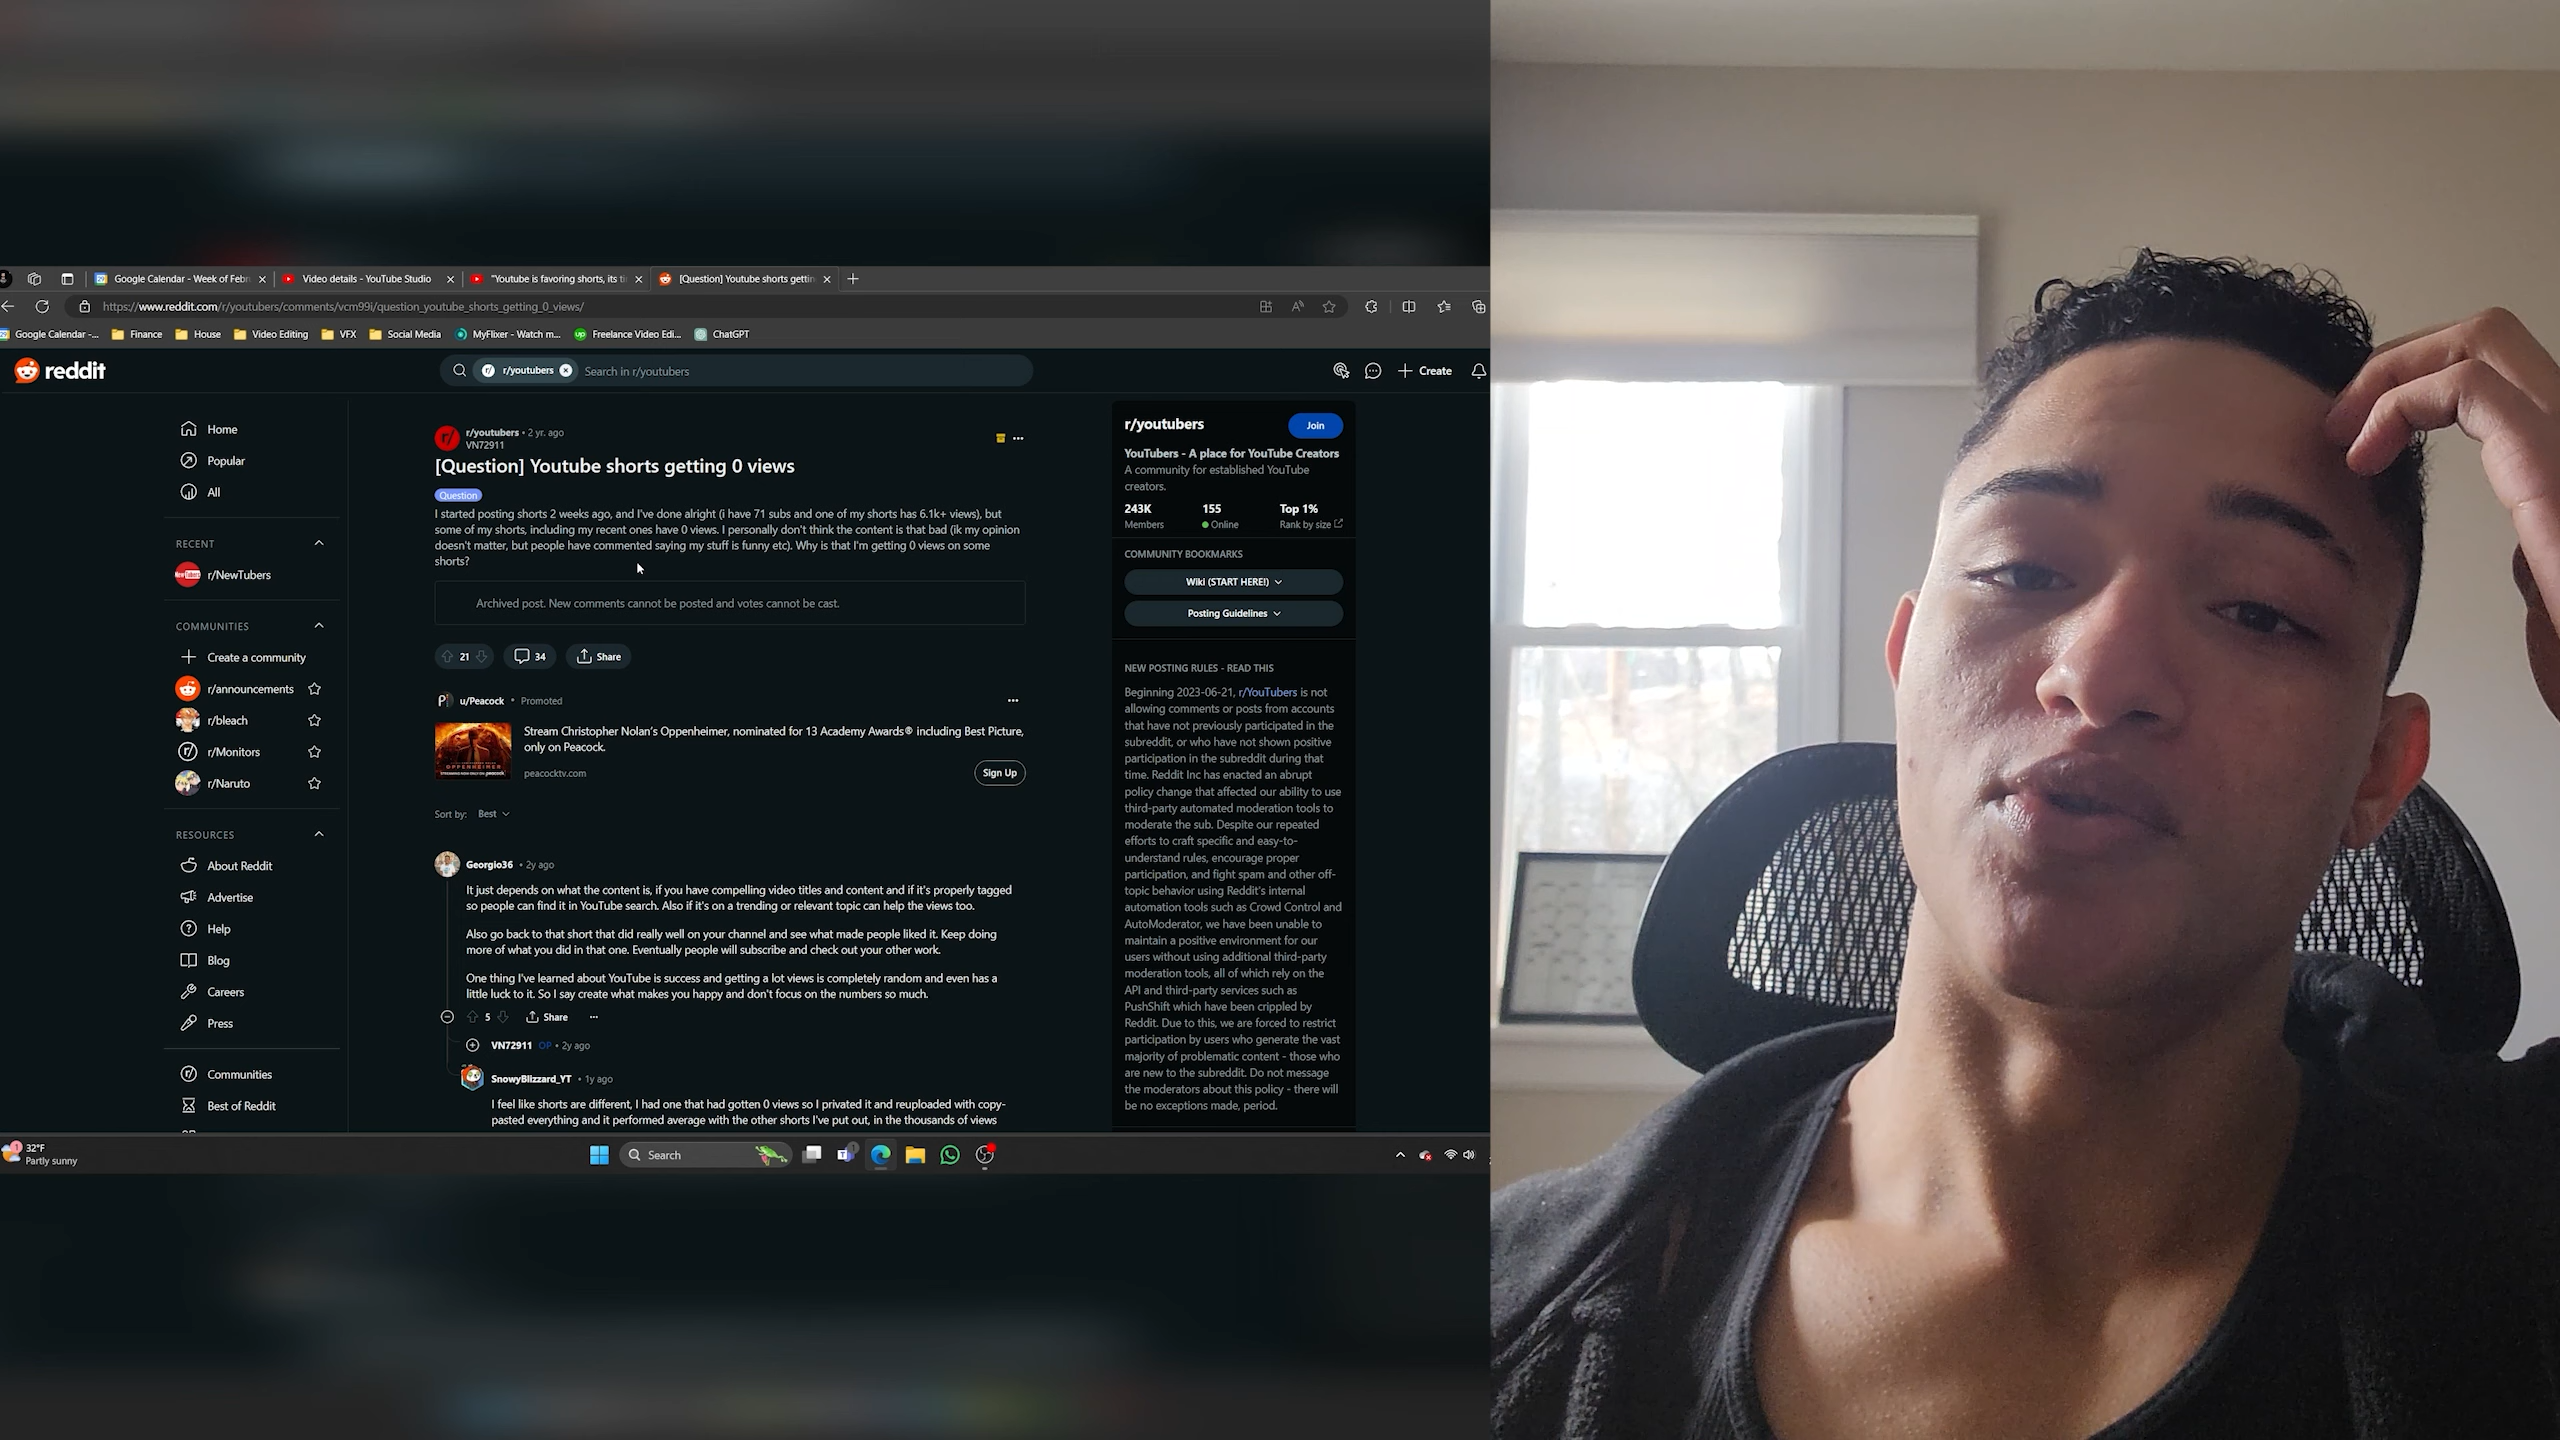 Google Calendar - Week of Febr
Video details - YouTube Studio
"Youtube is favoring shorts, its ti
[Question] Youtube shorts gettin
https://www.reddit.com/r/youtubers/comments/vcm99i/question_youtube_shorts_getting_0_views/
Google Calendar -...
Finance
House
Video Editing
VFX
Social Media
MyFlixer - Watch m...
Freelance Video Edi...
ChatGPT
reddit
r/youtubers
Search in r/youtubers
Create
Home
Popular
All
RECENT
r/NewTubers
COMMUNITIES
Create a community
r/announcements
r/bleach
r/Monitors
r/Naruto
RESOURCES
About Reddit
Advertise
Help
Blog
Careers
Press
Communities
Best of Reddit
r/youtubers • 2 yr. ago
VN72911
[Question] Youtube shorts getting 0 views
Question
I started posting shorts 2 weeks ago, and I've done alright (i have 71 subs and one of my shorts has 6.1k+ views), but
some of my shorts, including my recent ones have 0 views. I personally don't think the content is that bad (ik my opinion
doesn't matter, but people have commented saying my stuff is funny etc). Why is that I'm getting 0 views on some
shorts?
Archived post. New comments cannot be posted and votes cannot be cast.
21
34
Share
u/Peacock • Promoted
Stream Christopher Nolan's Oppenheimer, nominated for 13 Academy Awards® including Best Picture,
only on Peacock.
OPPENHEIMER
peacocktv.com
Sign Up
Sort by: Best
Georgio36 • 2y ago
It just depends on what the content is, if you have compelling video titles and content and if it's properly tagged
so people can find it in YouTube search. Also if it's on a trending or relevant topic can help the views too.
Also go back to that short that did really well on your channel and see what made people liked it. Keep doing
more of what you did in that one. Eventually people will subscribe and check out your other work.
One thing I've learned about YouTube is success and getting a lot views is completely random and even has a
little luck to it. So I say create what makes you happy and don't focus on the numbers so much.
5
Share
VN72911 OP • 2y ago
SnowyBlizzard_YT • 1y ago
I feel like shorts are different, I had one that had gotten 0 views so I privated it and reuploaded with copy-
pasted everything and it performed average with the other shorts I've put out, in the thousands of views
r/youtubers
Join
YouTubers - A place for YouTube Creators
A community for established YouTube
creators.
243K
155
Top 1%
Members
Online
Rank by size
COMMUNITY BOOKMARKS
Wiki (START HERE!)
Posting Guidelines
NEW POSTING RULES - READ THIS
Beginning 2023-06-21, r/YouTubers is not
allowing comments or posts from accounts
that have not previously participated in the
subreddit, or who have not shown positive
participation in the subreddit during that
time. Reddit Inc has enacted an abrupt
policy change that affected our ability to use
third-party automated moderation tools to
moderate the sub. Despite our repeated
efforts to craft specific and easy-to-
understand rules, encourage proper
participation, and fight spam and other off-
topic behavior using Reddit's internal
automation tools such as Crowd Control and
AutoModerator, we have been unable to
maintain a positive environment for our
users without using additional third-party
moderation tools, all of which rely on the
API and third-party services such as
PushShift which have been crippled by
Reddit. Due to this, we are forced to restrict
participation by users who generate the vast
majority of problematic content - those who
are new to the subreddit. Do not message
the moderators about this policy - there will
be no exceptions made, period.
32°F
Partly sunny
Search